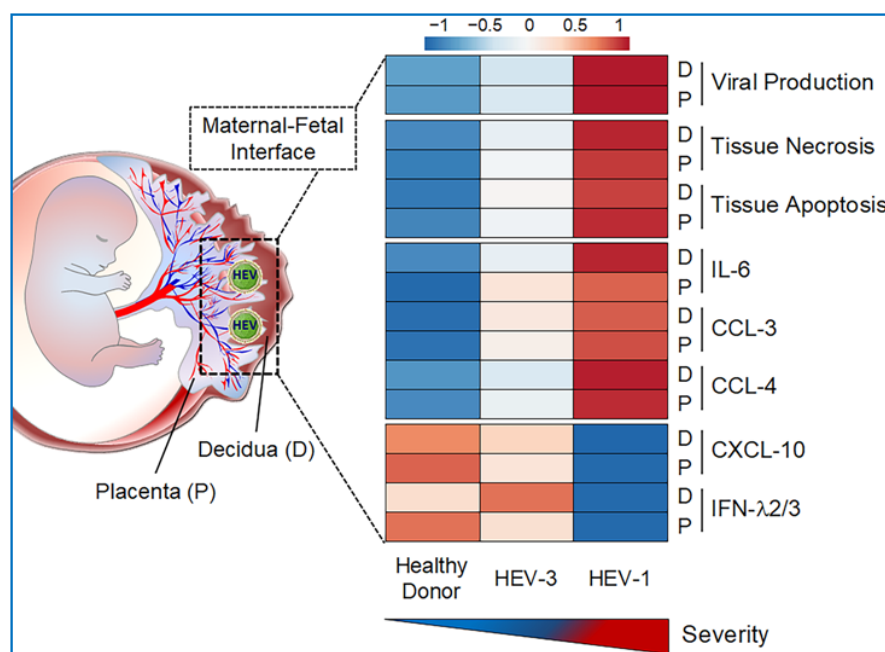 −1 −0.5 0 0.5 1
Maternal-Fetal
Interface
HEV
HEV
Decidua (D)
Placenta (P)
D
P
Viral Production
D
P
Tissue Necrosis
D
P
Tissue Apoptosis
D
P
IL-6
D
P
CCL-3
D
P
CCL-4
D
P
CXCL-10
D
P
IFN-λ2/3
Healthy
Donor
HEV-3
HEV-1
Severity